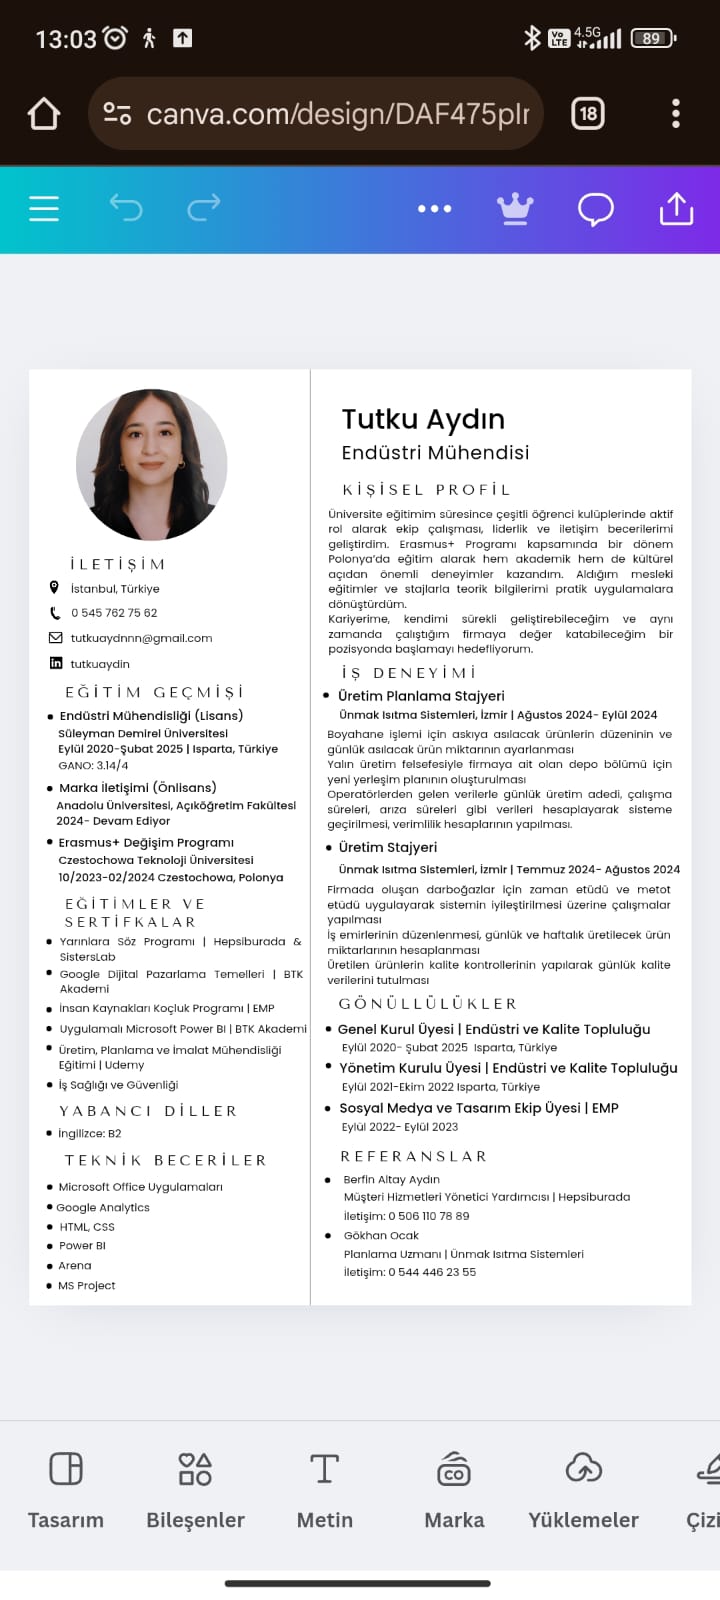 13:03
4.5G
Vo LTE
89
canva.com/design/DAF475plr
18
İLETİŞİM
İstanbul, Türkiye
0 545 762 75 62
tutkuaydnnn@gmail.com
in tutkuaydin
EĞİTİM GEÇMİŞİ
Endüstri Mühendisliği (Lisans)
Süleyman Demirel Üniversitesi
Eylül 2020-Şubat 2025 | Isparta, Türkiye
GANO: 3.14/4
Marka İletişimi (Önlisans)
Anadolu Üniversitesi, Açıköğretim Fakültesi
2024- Devam Ediyor
Erasmus+ Değişim Programı
Czestochowa Teknoloji Üniversitesi
10/2023-02/2024 Czestochowa, Polonya
EĞİTİMLER VE
SERTİFKALAR
Yarınlara Söz Programı | Hepsiburada &
SistersLab
Google Dijital Pazarlama Temelleri | BTK
Akademi
İnsan Kaynakları Koçluk Programı | EMP
Uygulamalı Microsoft Power BI | BTK Akademi
Üretim, Planlama ve İmalat Mühendisliği
Eğitimi | Udemy
İş Sağlığı ve Güvenliği
YABANCI DİLLER
İngilizce: B2
TEKNİK BECERİLER
Microsoft Office Uygulamaları
Google Analytics
HTML, CSS
Power BI
Arena
MS Project
Tutku Aydın
Endüstri Mühendisi
KİŞİSEL PROFİL
Üniversite eğitimim süresince çeşitli öğrenci kulüplerinde aktif
rol alarak ekip çalışması, liderlik ve iletişim becerilerimi
geliştirdim. Erasmus+ Programı kapsamında bir dönem
Polonya'da eğitim alarak hem akademik hem de kültürel
açıdan önemli deneyimler kazandım. Aldığım mesleki
eğitimler ve stajlarla teorik bilgilerimi pratik uygulamalara
dönüştürdüm.
Kariyerime, kendimi sürekli geliştirebileceğim ve aynı
zamanda çalıştığım firmaya değer katabileceğim bir
pozisyonda başlamayı hedefliyorum.
İŞ DENEYİMİ
Üretim Planlama Stajyeri
Ünmak Isıtma Sistemleri, İzmir | Ağustos 2024- Eylül 2024
Boyahane işlemi için askıya asılacak ürünlerin düzeninin ve
günlük asılacak ürün miktarının ayarlanması
Yalın üretim felsefesiyle firmaya ait olan depo bölümü için
yeni yerleşim planının oluşturulması
Operatörlerden gelen verilerle günlük üretim adedi, çalışma
süreleri, arıza süreleri gibi verileri hesaplayarak sisteme
geçirilmesi, verimlilik hesaplarının yapılması.
Üretim Stajyeri
Ünmak Isıtma Sistemleri, İzmir | Temmuz 2024- Ağustos 2024
Firmada oluşan darboğazlar için zaman etüdü ve metot
etüdü uygulayarak sistemin iyileştirilmesi üzerine çalışmalar
yapılması
İş emirlerinin düzenlenmesi, günlük ve haftalık üretilecek ürün
miktarlarının hesaplanması
Üretilen ürünlerin kalite kontrollerinin yapılarak günlük kalite
verilerini tutulması
GÖNÜLLÜLÜKLER
Genel Kurul Üyesi | Endüstri ve Kalite Topluluğu
Eylül 2020- Şubat 2025 Isparta, Türkiye
Yönetim Kurulu Üyesi | Endüstri ve Kalite Topluluğu
Eylül 2021-Ekim 2022 Isparta, Türkiye
Sosyal Medya ve Tasarım Ekip Üyesi | EMP
Eylül 2022- Eylül 2023
REFERANSLAR
Berfin Altay Aydın
Müşteri Hizmetleri Yönetici Yardımcısı | Hepsiburada
İletişim: 0 506 110 78 89
Gökhan Ocak
Planlama Uzmanı | Ünmak Isıtma Sistemleri
İletişim: 0 544 446 23 55
CO
Tasarım
Bileşenler
Metin
Marka
Yüklemeler
Çizi